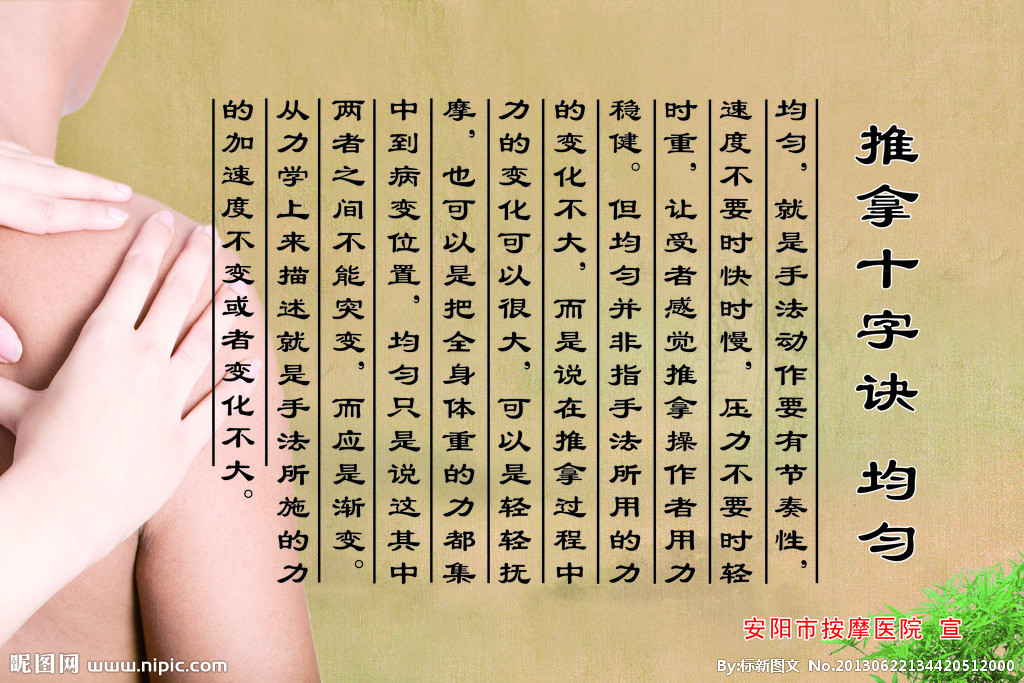 推拿十字诀 均匀
均匀，就是手法动作要有节奏性，
速度不要时快时慢，压力不要时轻
时重，让受者感觉推拿操作者用力
稳健。但均匀并非指手法所用的力
的变化不大，而是说在推拿过程中
力的变化可以很大，可以是轻轻抚
摩，也可以是把全身体重的力都集
中到病变位置，均匀只是说这其中
两者之间不能突变，而应是渐变。
从力学上来描述就是手法所施的力
的加速度不变或者变化不大。
安阳市按摩医院 宣
昵图网 www.nipic.com
By:标新图文 No.20130622134420512000